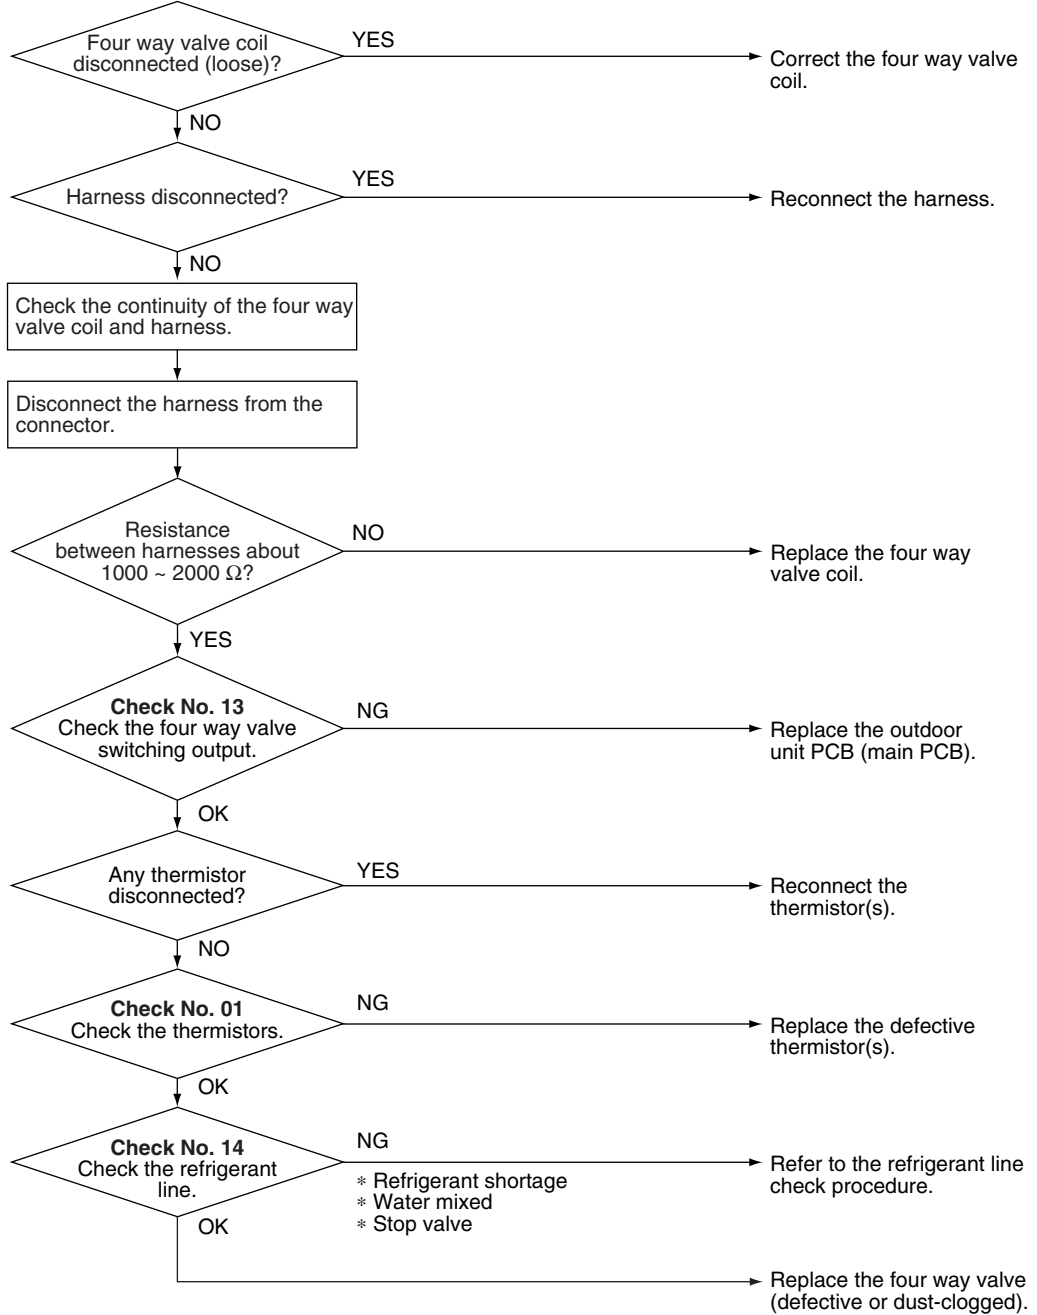 Four way valve coil
disconnected (loose)?
YES
Correct the four way valve
coil.
NO
Harness disconnected?
YES
Reconnect the harness.
NO
Check the continuity of the four way
valve coil and harness.
Disconnect the harness from the
connector.
Resistance
between harnesses about
1000 ~ 2000 Ω?
NO
Replace the four way
valve coil.
YES
Check No. 13
Check the four way valve
switching output.
NG
Replace the outdoor
unit PCB (main PCB).
OK
Any thermistor
disconnected?
YES
Reconnect the
thermistor(s).
NO
Check No. 01
Check the thermistors.
NG
Replace the defective
thermistor(s).
OK
Check No. 14
Check the refrigerant
line.
NG
∗ Refrigerant shortage
∗ Water mixed
∗ Stop valve
Refer to the refrigerant line
check procedure.
OK
Replace the four way valve
(defective or dust-clogged).